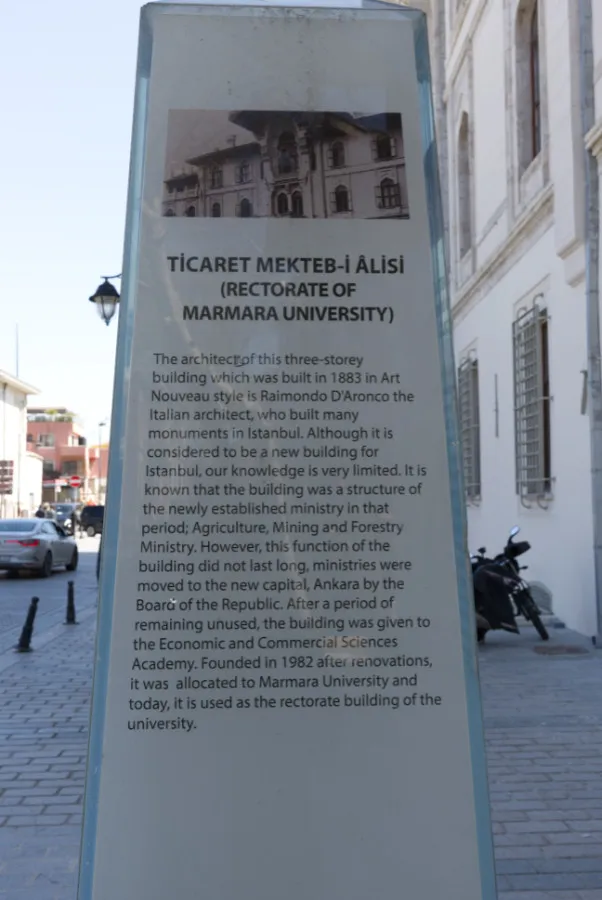 TİCARET MEKTEB-İ ÂLİSİ
(RECTORATE OF
MARMARA UNIVERSITY)
The architect of this three-storey
building which was built in 1883 in Art
Nouveau style is Raimondo D'Aronco the
Italian architect, who built many
monuments in Istanbul. Although it is
considered to be a new building for
Istanbul, our knowledge is very limited. It is
known that the building was a structure of
the newly established ministry in that
period; Agriculture, Mining and Forestry
Ministry. However, this function of the
building did not last long, ministries were
moved to the new capital, Ankara by the
Board of the Republic. After a period of
remaining unused, the building was given to
the Economic and Commercial Sciences
Academy. Founded in 1982 after renovations,
it was allocated to Marmara University and
today, it is used as the rectorate building of the
university.